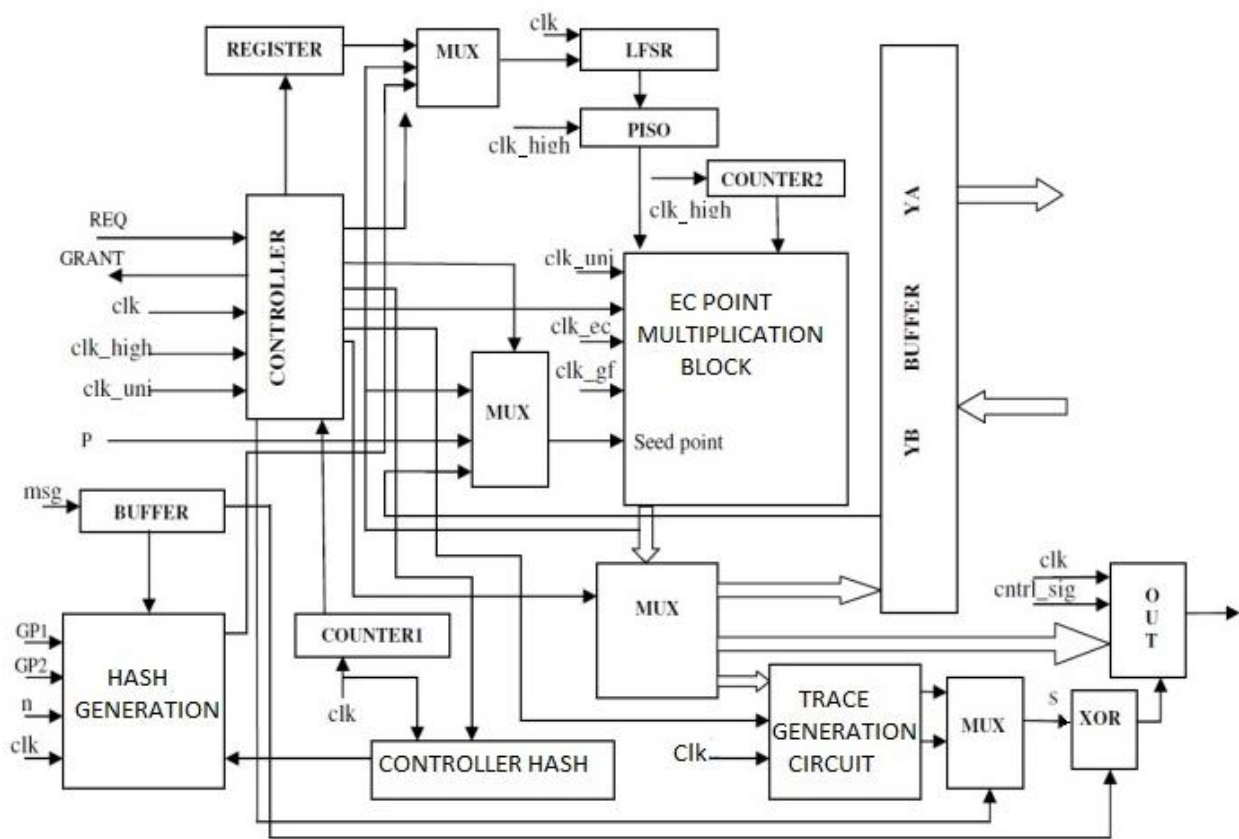 clk
REGISTER
MUX
LFSR
PISO
clk_high
COUNTER2
clk_high
REQ
GRANT
clk
clk_high
clk_uni
CONTROLLER
clk_uni
clk_ec
clk_gf
EC POINT
MULTIPLICATION
BLOCK
Seed point
MUX
P
YB BUFFER YA
msg
BUFFER
GP1
GP2
n
clk
HASH
GENERATION
COUNTER1
clk
CONTROLLER HASH
MUX
clk
cntrl_sig
OUT
TRACE
GENERATION
CIRCUIT
Clk
MUX
s
XOR